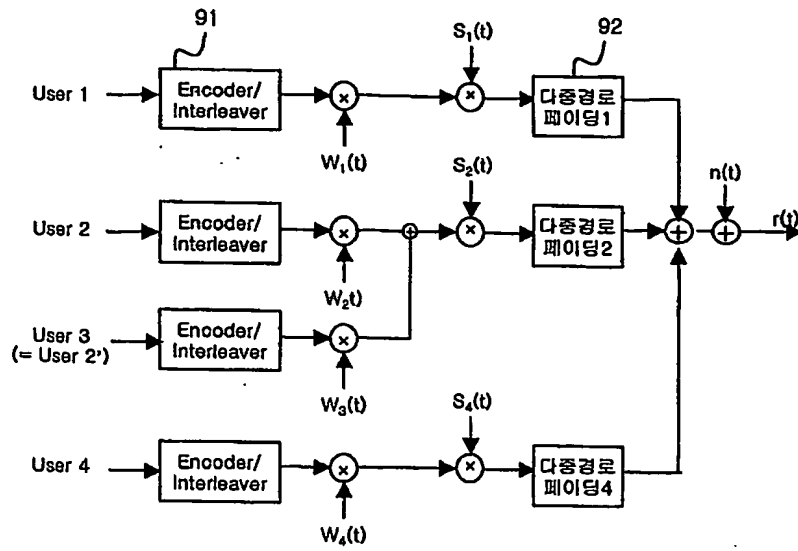 91
S₁(t)
92
User 1
Encoder/
Interleaver
×
×
다중경로
페이딩1
W₁(t)
S₂(t)
n(t)
User 2
Encoder/
Interleaver
×
+
×
다중경로
페이딩2
+
+
r(t)
W₂t)
User 3
(= User 2')
Encoder/
Interleaver
×
W₃(t)
S₄(t)
User 4
Encoder/
Interleaver
×
×
다중경로
페이딩4
W₄(t)